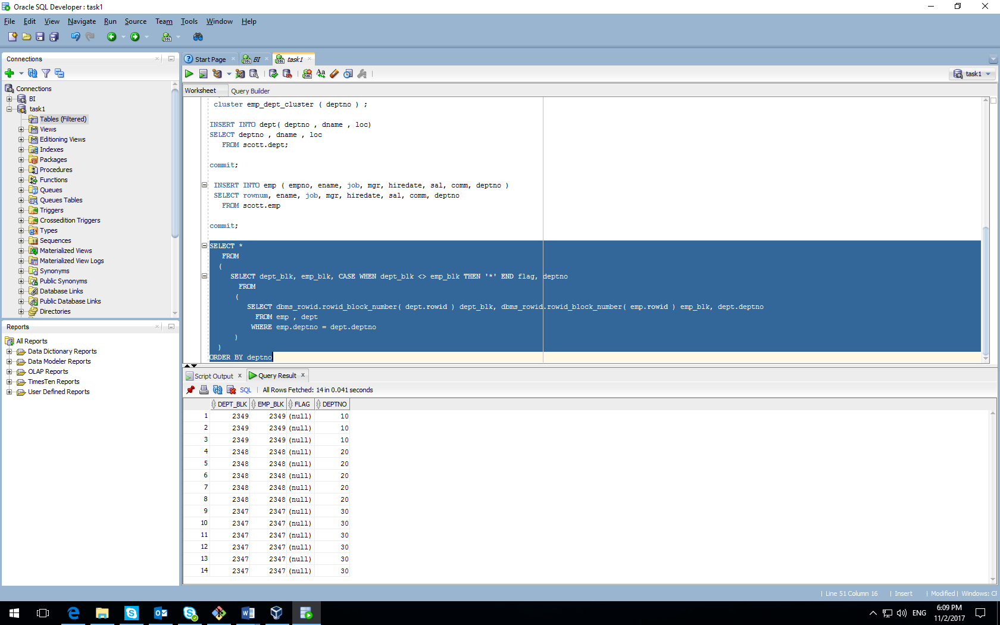 Oracle SQL Developer : task1
File Edit View Navigate Run Source Team Tools Window Help
Connections
Connections
BI
task1
Tables (Filtered)
Views
Editioning Views
Indexes
Packages
Procedures
Functions
Queues
Queues Tables
Triggers
Crossedition Triggers
Types
Sequences
Materialized Views
Materialized View Logs
Synonyms
Public Synonyms
Database Links
Public Database Links
Directories
Reports
All Reports
Data Dictionary Reports
Data Modeler Reports
OLAP Reports
TimesTen Reports
User Defined Reports
Start Page BI task1
task1
Worksheet Query Builder
cluster emp_dept_cluster ( deptno ) ;
INSERT INTO dept( deptno , dname , loc)
SELECT deptno , dname , loc
FROM scott.dept;
commit;
INSERT INTO emp ( empno, ename, job, mgr, hiredate, sal, comm, deptno )
SELECT rownum, ename, job, mgr, hiredate, sal, comm, deptno
FROM scott.emp
commit;
SELECT *
FROM
(
SELECT dept_blk, emp_blk, CASE WHEN dept_blk <> emp_blk THEN '*' END flag, deptno
FROM
(
SELECT dbms_rowid.rowid_block_number( dept.rowid ) dept_blk, dbms_rowid.rowid_block_number( emp.rowid ) emp_blk, dept.deptno
FROM emp , dept
WHERE emp.deptno = dept.deptno
)
)
ORDER BY deptno
Script Output x Query Result x
SQL | All Rows Fetched: 14 in 0.041 seconds
DEPT_BLK EMP_BLK FLAG DEPTNO
1 2349 2349 (null) 10
2 2349 2349 (null) 10
3 2349 2349 (null) 10
4 2348 2348 (null) 20
5 2348 2348 (null) 20
6 2348 2348 (null) 20
7 2348 2348 (null) 20
8 2348 2348 (null) 20
9 2347 2347 (null) 30
10 2347 2347 (null) 30
11 2347 2347 (null) 30
12 2347 2347 (null) 30
13 2347 2347 (null) 30
14 2347 2347 (null) 30
| Line 51 Column 16 | Insert | Modified | Windows: CF
ENG 6:09 PM
11/2/2017